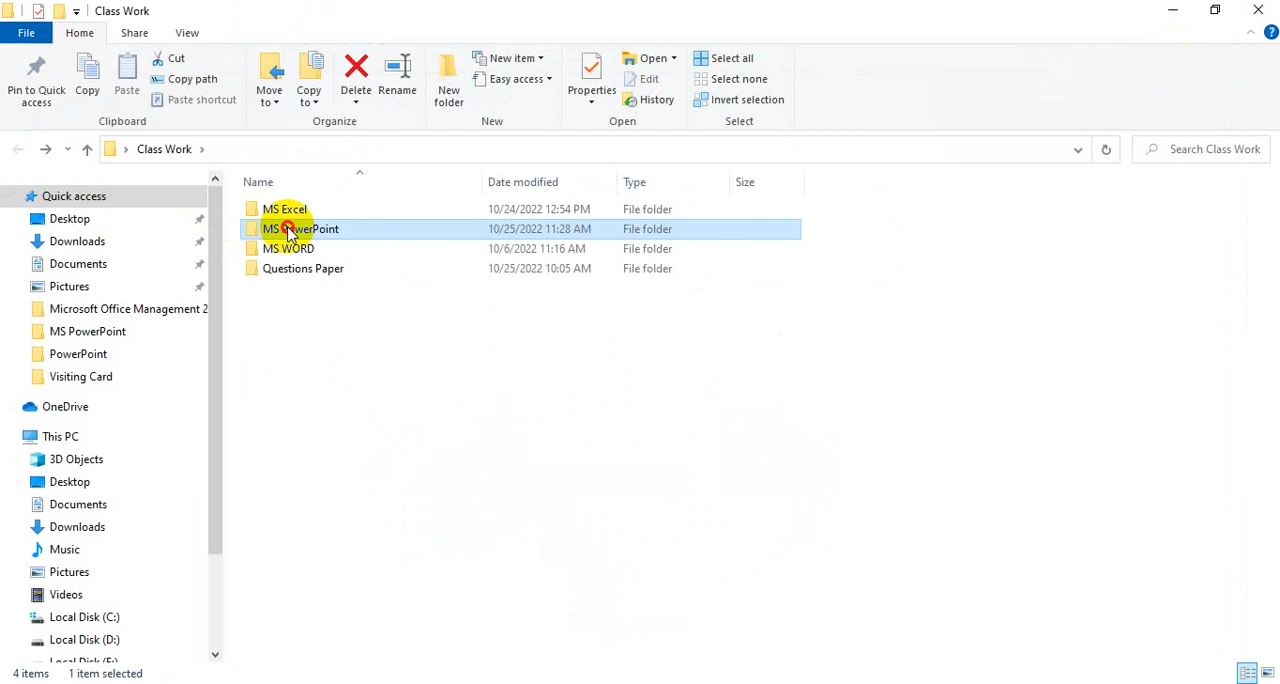 Class Work
File Home Share View
Pin to Quick access
Copy
Paste
Cut
Copy path
Paste shortcut
Clipboard
Move to
Copy to
Delete
Rename
Organize
New folder
New item
Easy access
New
Properties
Open
Edit
History
Open
Select all
Select none
Invert selection
Select
Class Work
Search Class Work
Name Date modified Type Size
MS Excel 10/24/2022 12:54 PM File folder
MS PowerPoint 10/25/2022 11:28 AM File folder
MS WORD 10/6/2022 11:16 AM File folder
Questions Paper 10/25/2022 10:05 AM File folder
Quick access
Desktop
Downloads
Documents
Pictures
Microsoft Office Management 2
MS PowerPoint
PowerPoint
Visiting Card
OneDrive
This PC
3D Objects
Desktop
Documents
Downloads
Music
Pictures
Videos
Local Disk (C:)
Local Disk (D:)
Local Disk
4 items 1 item selected